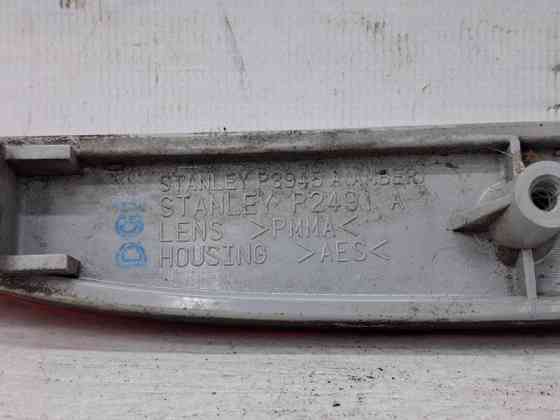 STANLEY P3945 A(AMBER)
STANLEY P2491 A
LENS >PMMA<
HOUSING >AES<